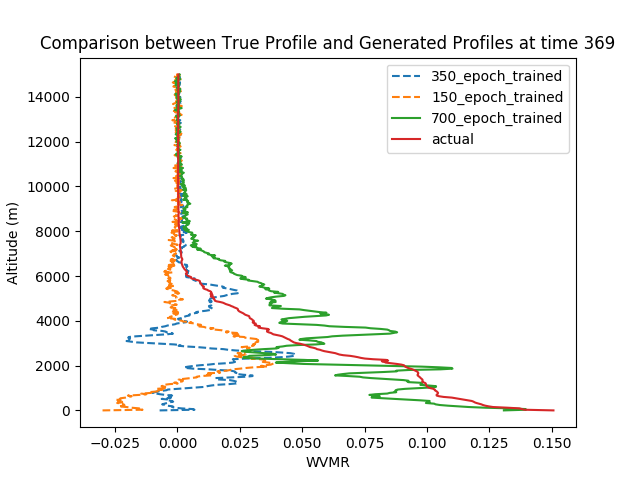 Comparison between True Profile and Generated Profiles at time 369
350_epoch_trained
150_epoch_trained
700_epoch_trained
actual
Altitude (m)
14000
12000
10000
8000
6000
4000
2000
0
−0.025
0.000
0.025
0.050
0.075
0.100
0.125
0.150
WVMR